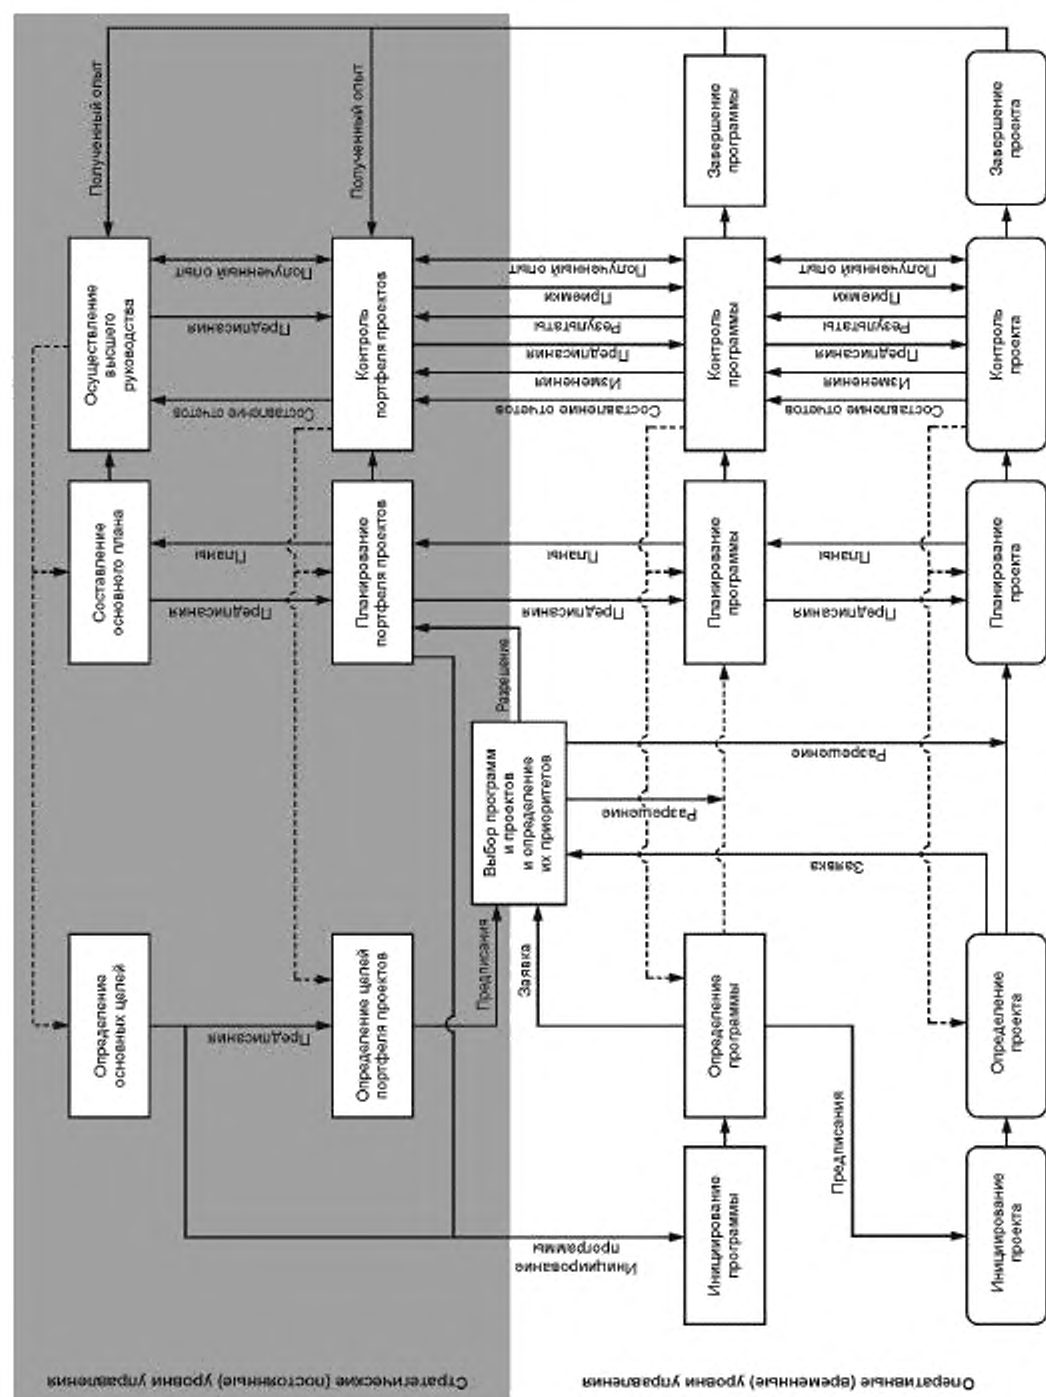 Стратегические (постоянные) уровни управления
Определение
основных целей
Составление
основного плана
Осуществление
высшего
руководства
Полученный опыт
Предписания
Предписания
Планы
Составление отчетов
Предписания
Полученный опыт
Определение целей
портфеля проектов
Планирование
портфеля проектов
Контроль
портфеля проектов
Полученный опыт
Предписания
Заявка
Выбор программ
и проектов
и определение
их приоритетов
Разрешение
Оперативные (временные) уровни управления
Инициирование
программы
Предписания
Планы
Составление отчетов
Изменения
Предписания
Результаты
Приемки
Полученный опыт
Разрешение
Разрешение
Заявка
Инициирование
программы
Определение
программы
Планирование
программы
Контроль
программы
Завершение
программы
Предписания
Предписания
Планы
Составление отчетов
Изменения
Предписания
Результаты
Приемки
Полученный опыт
Инициирование
проекта
Определение
проекта
Планирование
проекта
Контроль
проекта
Завершение
проекта